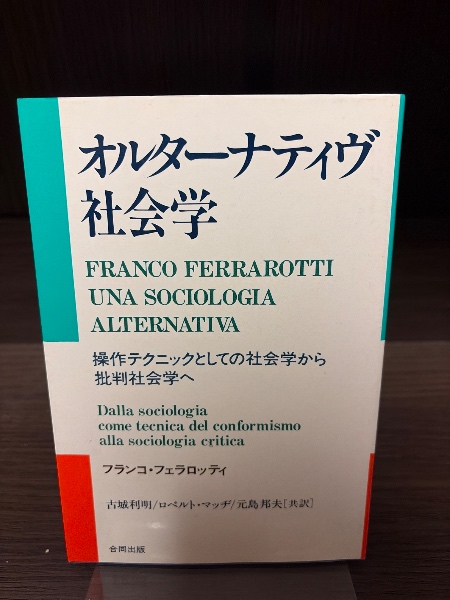 オルターナティヴ
社会学
FRANCO FERRAROTTI
UNA SOCIOLOGIA
ALTERNATIVA
操作テクニックとしての社会学から
批判社会学へ
Dalla sociologia
come tecnica del conformismo
alla sociologia critica
フランコ・フェラロッティ
古城利明/ロベルト・マッヂ/元島邦夫[共訳]
合同出版